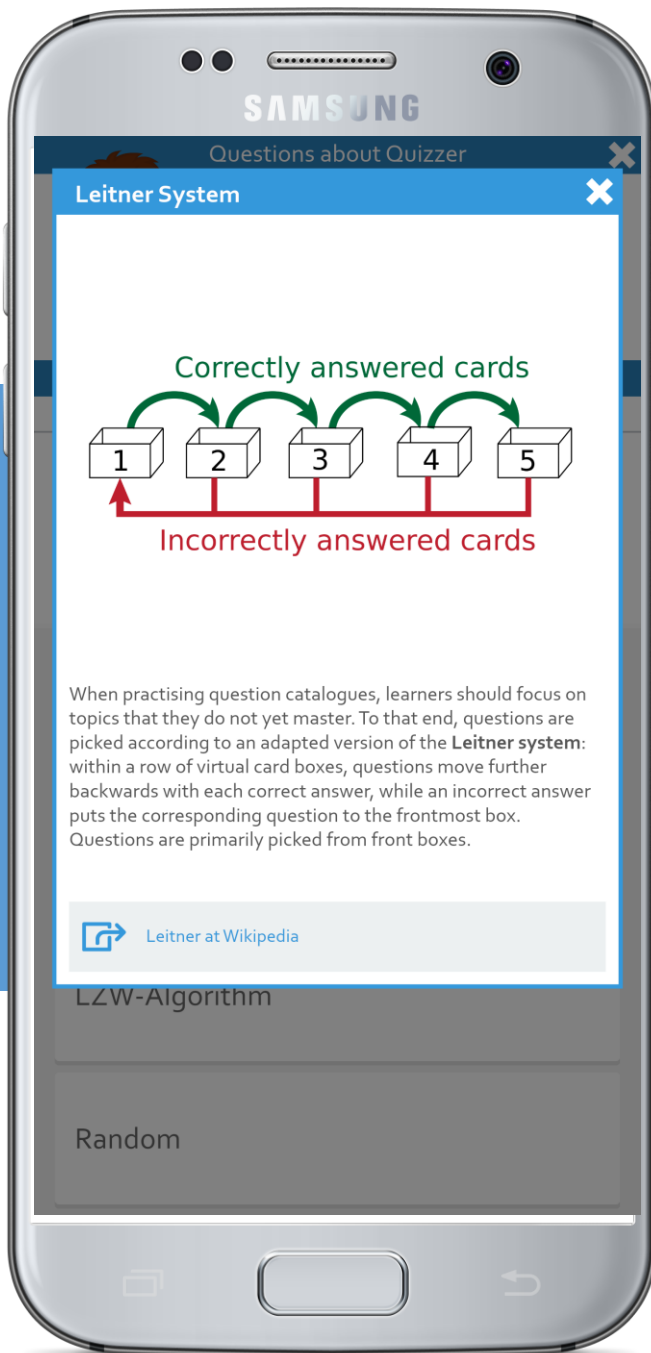 SAMSUNG
Questions about Quizzer
Leitner System
Correctly answered cards
1 2 3 4 5
Incorrectly answered cards
When practising question catalogues, learners should focus on
topics that they do not yet master. To that end, questions are
picked according to an adapted version of the Leitner system:
within a row of virtual card boxes, questions move further
backwards with each correct answer, while an incorrect answer
puts the corresponding question to the frontmost box.
Questions are primarily picked from front boxes.
Leitner at Wikipedia
LZW-Algorithm
Random